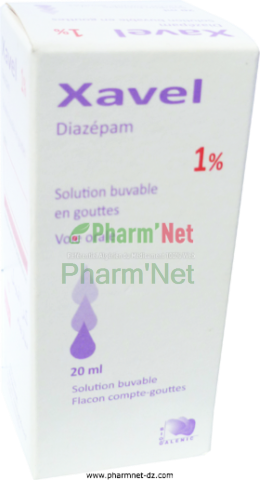 Xavel
Diazépam
1%
Solution buvable
en gouttes
Pharm'Net
Voie orale
Pharm'Net
20 ml
Solution buvable
Flacon compte-gouttes
www.pharmnet-dz.com